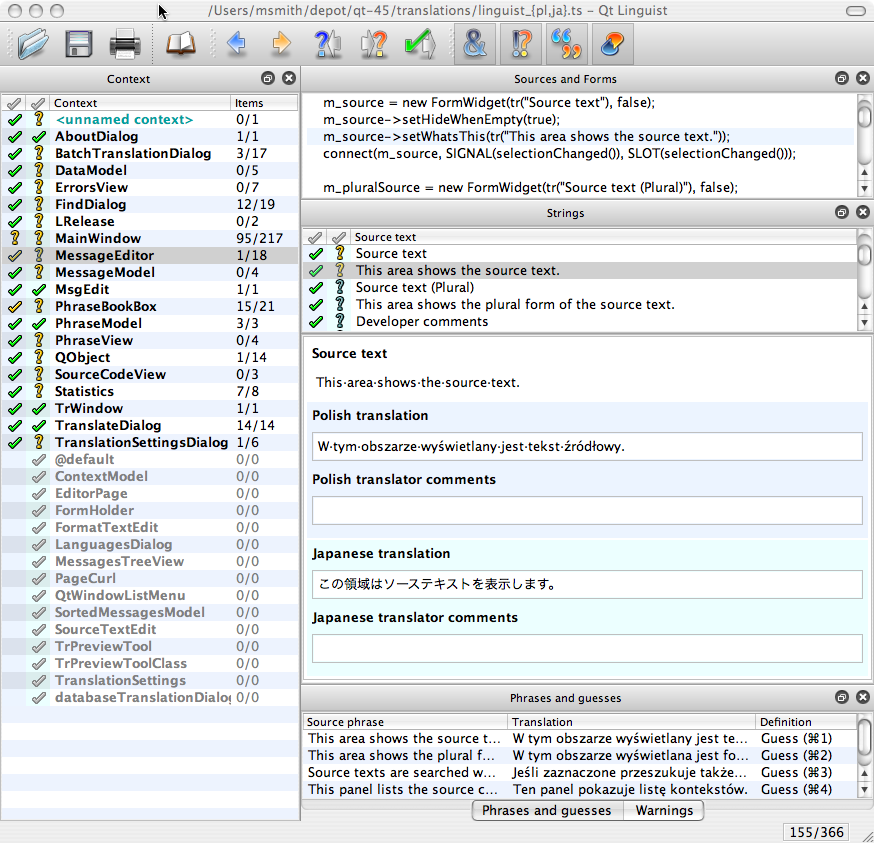 /Users/msmith/depot/qt-45/translations/linguist_{pl,ja}.ts – Qt Linguist
Context
Context Items
<unnamed context> 0/1
AboutDialog 1/1
BatchTranslationDialog 3/17
DataModel 0/5
ErrorsView 0/7
FindDialog 12/19
LRelease 0/2
MainWindow 95/217
MessageEditor 1/18
MessageModel 0/4
MsgEdit 1/1
PhraseBookBox 15/21
PhraseModel 3/3
PhraseView 0/4
QObject 1/14
SourceCodeView 0/3
Statistics 7/8
TrWindow 1/1
TranslateDialog 14/14
TranslationSettingsDialog 1/6
@default 0/0
ContextModel 0/0
EditorPage 0/0
FormHolder 0/0
FormatTextEdit 0/0
LanguagesDialog 0/0
MessagesTreeView 0/0
PageCurl 0/0
QtWindowListMenu 0/0
SortedMessagesModel 0/0
SourceTextEdit 0/0
TrPreviewTool 0/0
TrPreviewToolClass 0/0
TranslationSettings 0/0
databaseTranslationDialo 0/0
Sources and Forms
m_source = new FormWidget(tr("Source text"), false);
m_source->setHideWhenEmpty(true);
m_source->setWhatsThis(tr("This area shows the source text."));
connect(m_source, SIGNAL(selectionChanged()), SLOT(selectionChanged()));
m_pluralSource = new FormWidget(tr("Source text (Plural)"), false);
Strings
Source text
Source text
This area shows the source text.
Source text (Plural)
This area shows the plural form of the source text.
Developer comments
Source text
This·area·shows·the·source·text.
Polish translation
W·tym·obszarze·wyświetlany·jest·tekst·źródłowy.
Polish translator comments
Japanese translation
この領域はソーステキストを表示します。
Japanese translator comments
Phrases and guesses
Source phrase Translation Definition
This area shows the source t... W tym obszarze wyświetlany jest te... Guess (⌘1)
This area shows the plural f... W tym obszarze wyświetlana jest fo... Guess (⌘2)
Source texts are searched w... Jeśli zaznaczone przeszukuje także... Guess (⌘3)
This panel lists the source c... Ten panel pokazuje listę kontekstów. Guess (⌘4)
Phrases and guesses Warnings
155/366